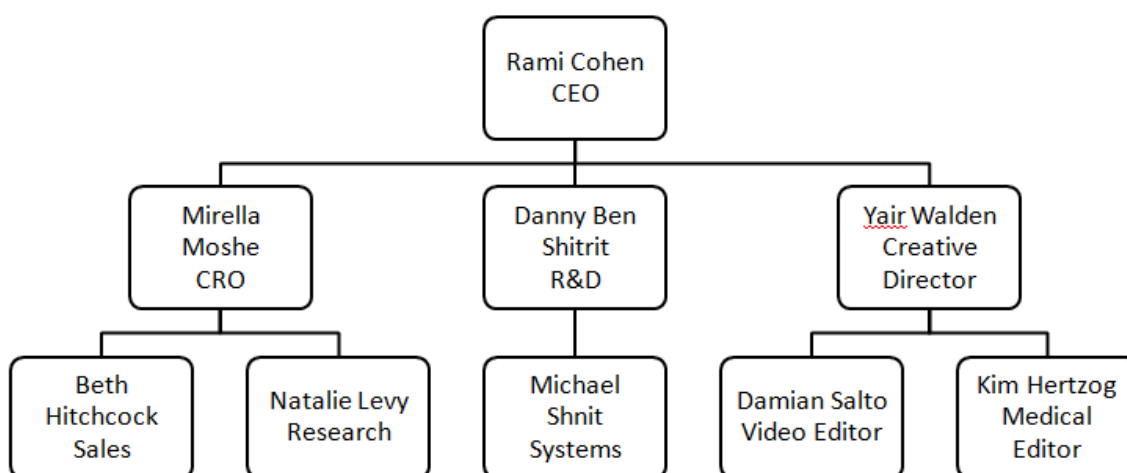 Rami Cohen
CEO
Mirella
Moshe
CRO
Danny Ben
Shitrit
R&D
Yair Walden
Creative
Director
Beth
Hitchcock
Sales
Natalie Levy
Research
Michael
Shnit
Systems
Damian Salto
Video Editor
Kim Hertzog
Medical
Editor